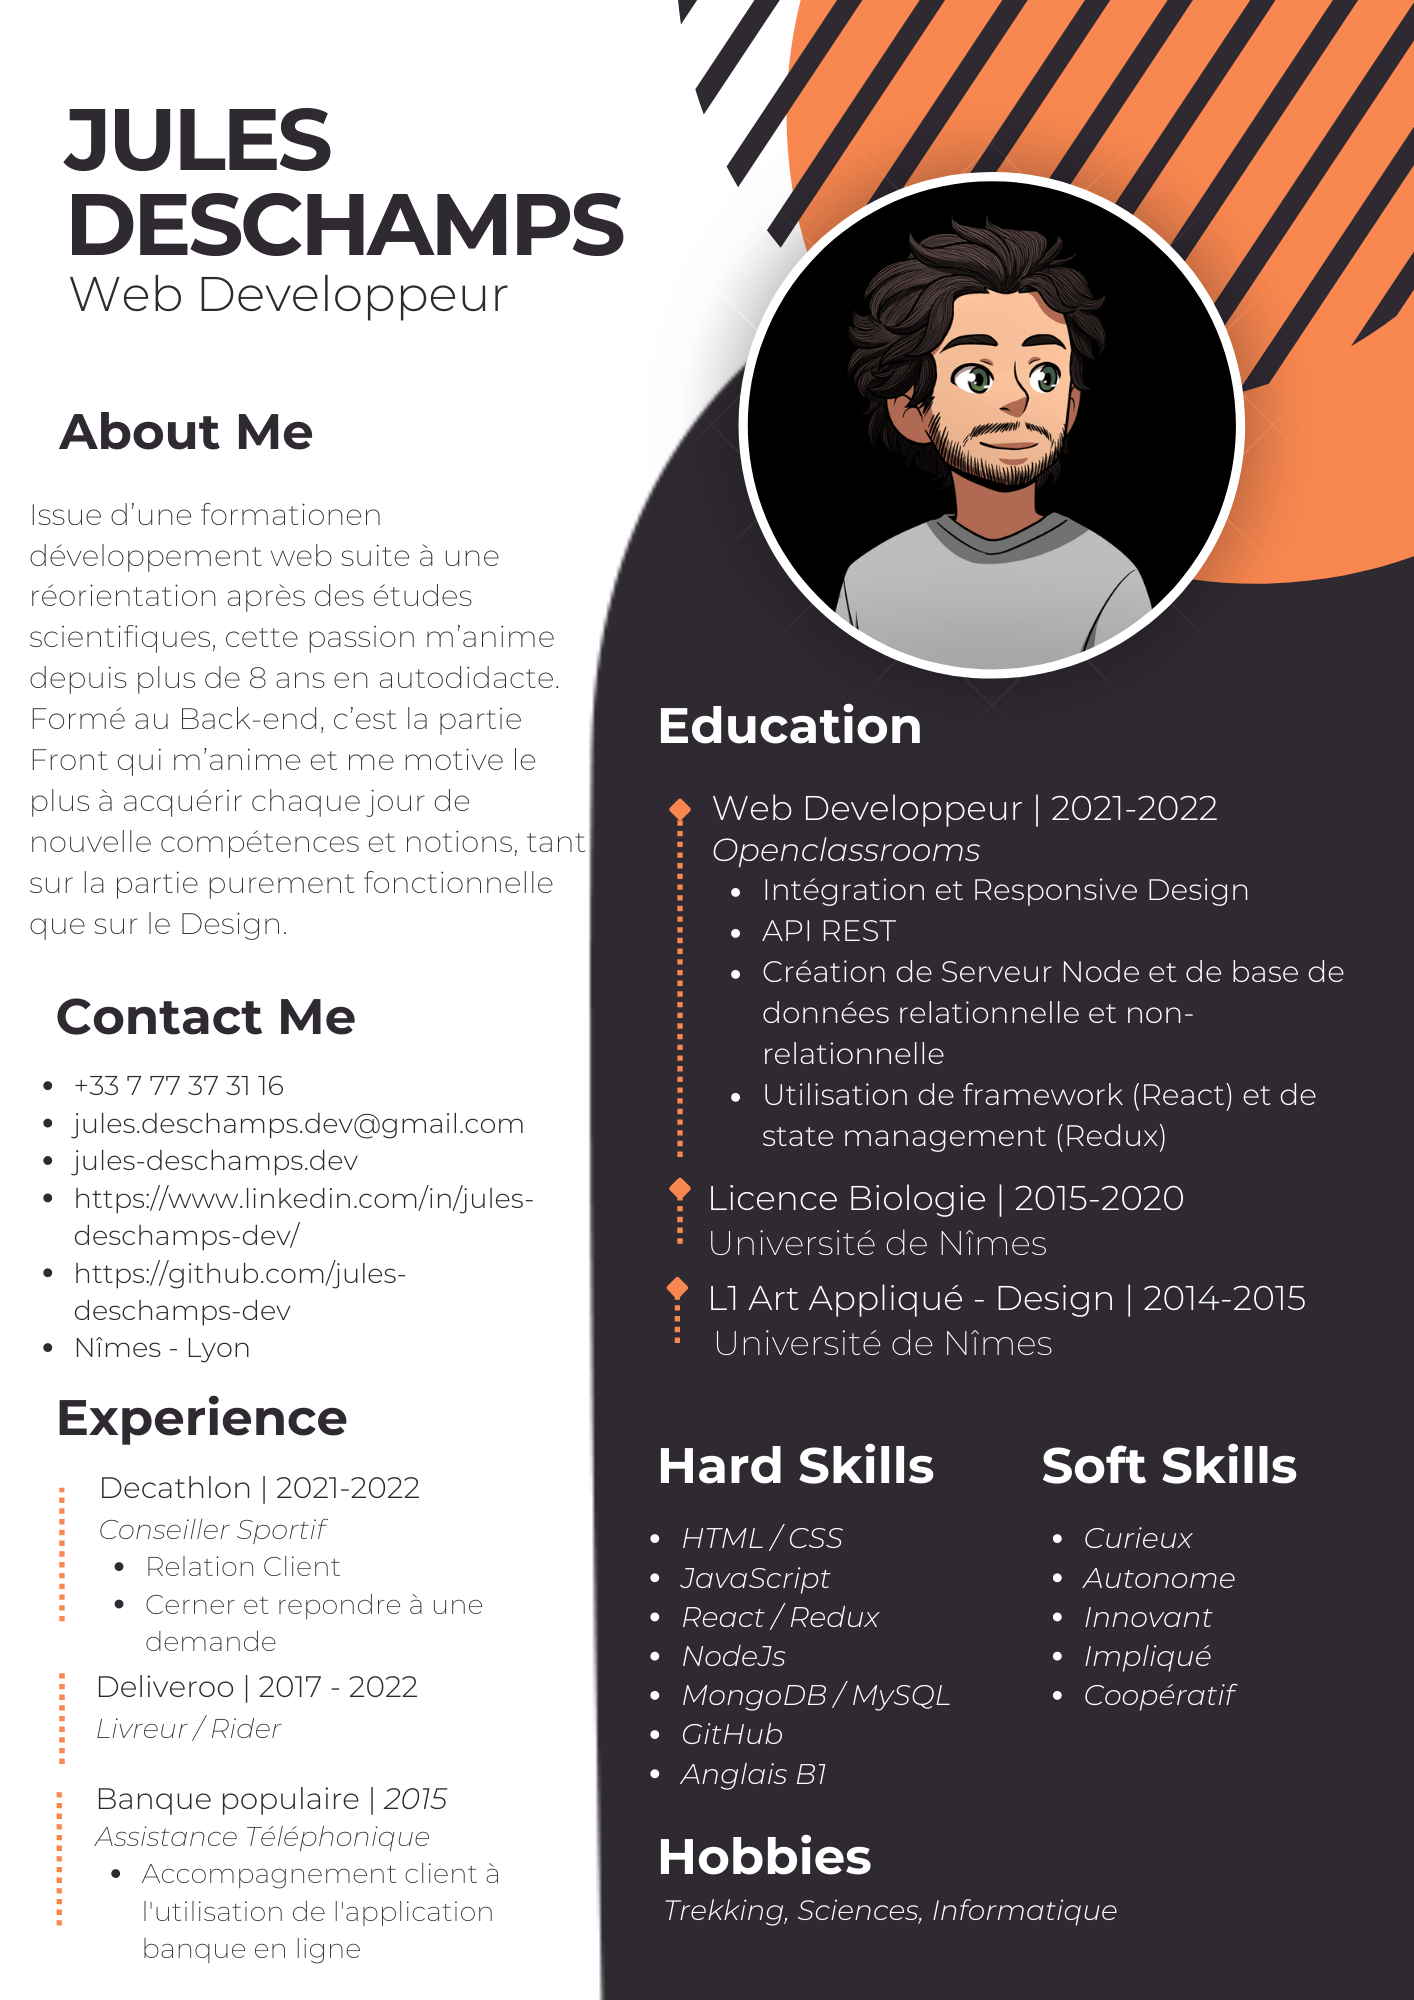 JULES
DESCHAMPS
Web Developpeur
About Me
Issue d'une formationen
développement web suite à une
réorientation après des études
scientifiques, cette passion m'anime
depuis plus de 8 ans en autodidacte.
Formé au Back-end, c'est la partie
Front qui m'anime et me motive le
plus à acquérir chaque jour de
nouvelle compétences et notions, tant
sur la partie purement fonctionnelle
que sur le Design.
Contact Me
• +33 7 77 37 31 16
• jules.deschamps.dev@gmail.com
• jules-deschamps.dev
• https://www.linkedin.com/in/jules-
deschamps-dev/
• https://github.com/jules-
deschamps-dev
• Nîmes - Lyon
Experience
Decathlon | 2021-2022
Conseiller Sportif
• Relation Client
• Cerner et repondre à une
demande
Deliveroo | 2017 - 2022
Livreur / Rider
Banque populaire | 2015
Assistance Téléphonique
• Accompagnement client à
l'utilisation de l'application
banque en ligne
Education
Web Developpeur | 2021-2022
Openclassrooms
• Intégration et Responsive Design
• API REST
• Création de Serveur Node et de base de
données relationnelle et non-
relationnelle
• Utilisation de framework (React) et de
state management (Redux)
Licence Biologie | 2015-2020
Université de Nîmes
L1 Art Appliqué - Design | 2014-2015
Université de Nîmes
Hard Skills
• HTML / CSS
• JavaScript
• React / Redux
• NodeJs
• MongoDB / MySQL
• GitHub
• Anglais B1
Soft Skills
• Curieux
• Autonome
• Innovant
• Impliqué
• Coopératif
Hobbies
Trekking, Sciences, Informatique